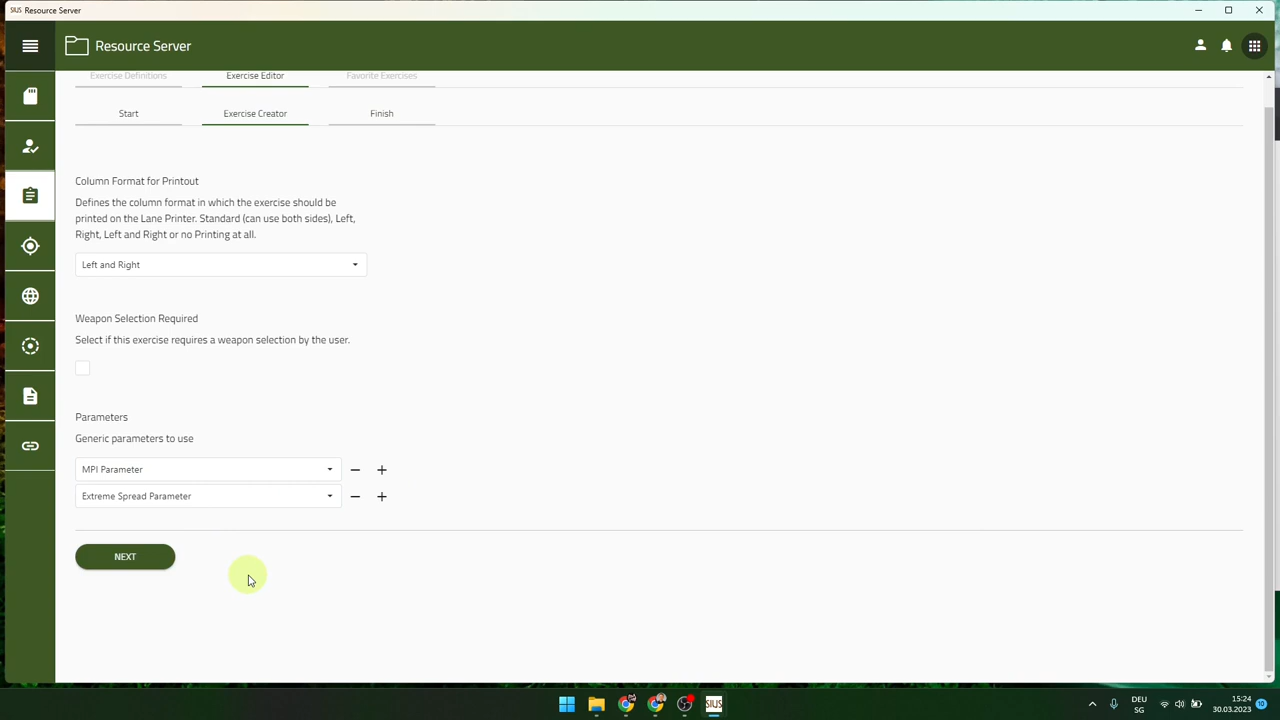 SIUS Resource Server
Resource Server
Exercise Definitions
Exercise Editor
Favorite Exercises
Start
Exercise Creator
Finish
Column Format for Printout
Defines the column format in which the exercise should be
printed on the Lane Printer. Standard (can use both sides), Left,
Right, Left and Right or no Printing at all.
Left and Right
Weapon Selection Required
Select if this exercise requires a weapon selection by the user.
Parameters
Generic parameters to use
MPI Parameter
Extreme Spread Parameter
NEXT
SIUS
DEU
SG
15:24
30.03.2023
10